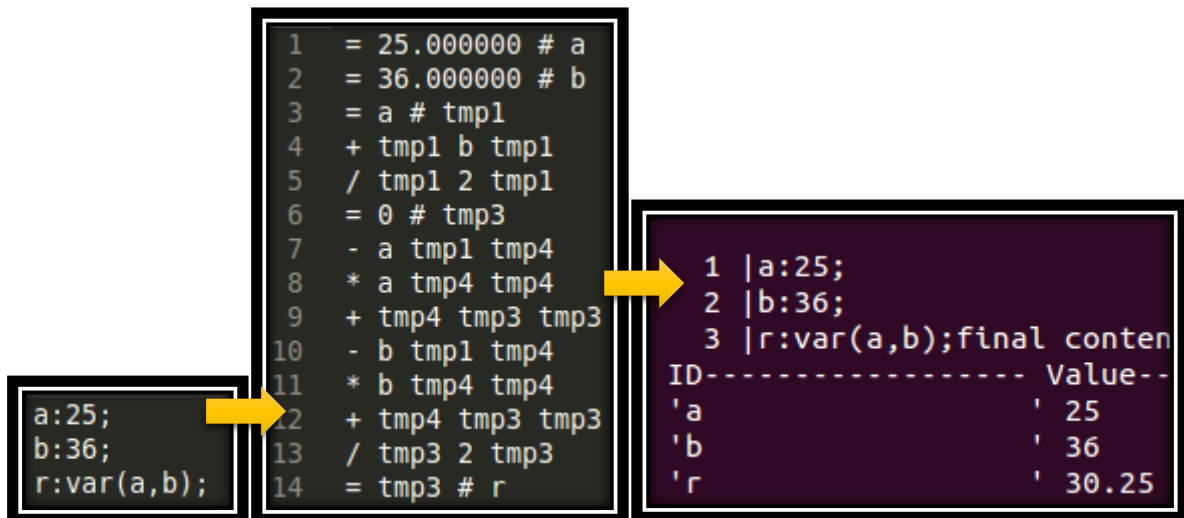 a:25;
b:36;
r:var(a,b);
1 = 25.000000 # a
2 = 36.000000 # b
3 = a # tmp1
4 + tmp1 b tmp1
5 / tmp1 2 tmp1
6 = 0 # tmp3
7 - a tmp1 tmp4
8 * a tmp4 tmp4
9 + tmp4 tmp3 tmp3
10 - b tmp1 tmp4
11 * b tmp4 tmp4
12 + tmp4 tmp3 tmp3
13 / tmp3 2 tmp3
14 = tmp3 # r
1 |a:25;
2 |b:36;
3 |r:var(a,b);final conten
ID------------------- Value--
'a ' 25
'b ' 36
'r ' 30.25